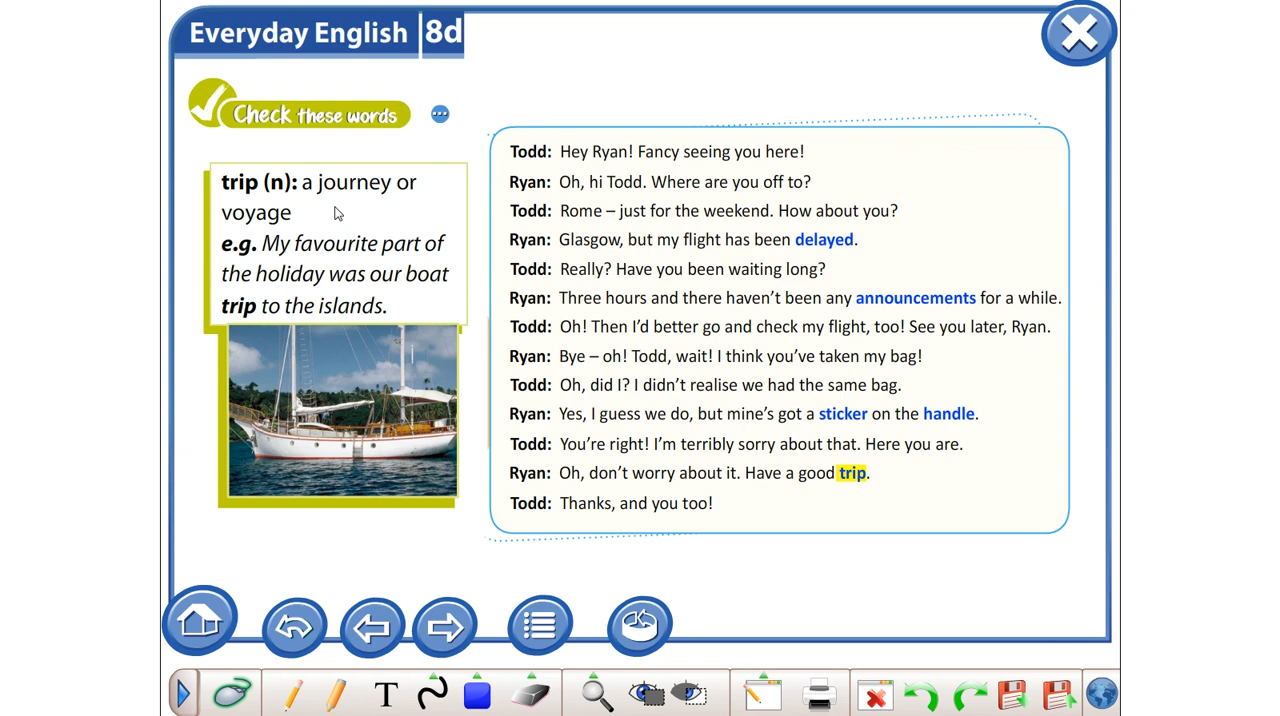 Everyday English 8d
Check these words
trip (n): a journey or
voyage
e.g. My favourite part of
the holiday was our boat
trip to the islands.
Todd: Hey Ryan! Fancy seeing you here!
Ryan: Oh, hi Todd. Where are you off to?
Todd: Rome – just for the weekend. How about you?
Ryan: Glasgow, but my flight has been delayed.
Todd: Really? Have you been waiting long?
Ryan: Three hours and there haven't been any announcements for a while.
Todd: Oh! Then I'd better go and check my flight, too! See you later, Ryan.
Ryan: Bye – oh! Todd, wait! I think you've taken my bag!
Todd: Oh, did I? I didn't realise we had the same bag.
Ryan: Yes, I guess we do, but mine's got a sticker on the handle.
Todd: You're right! I'm terribly sorry about that. Here you are.
Ryan: Oh, don't worry about it. Have a good trip.
Todd: Thanks, and you too!
T